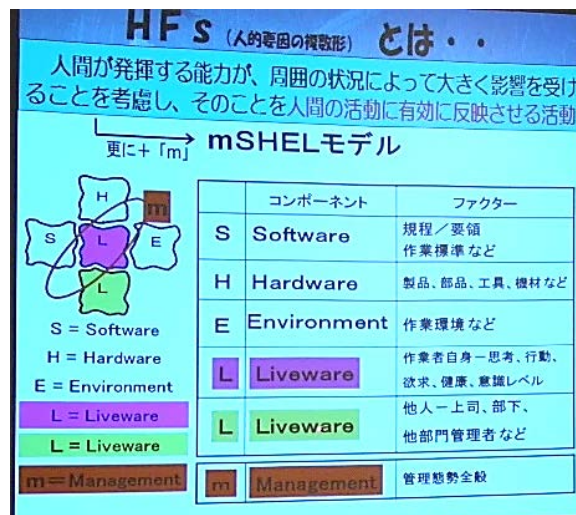 HFs（人的要因の複数形）とは・・
人間が発揮する能力が、周囲の状況によって大きく影響を受け
ることを考慮し、そのことを人間の活動に有効に反映させる活動
更に＋「m」
mSHELモデル
H
m
S
L
E
L
S = Software
H = Hardware
E = Environment
L = Liveware
L = Liveware
m = Management
コンポーネント ファクター
S Software 規程／要領
作業標準など
H Hardware 製品、部品、工具、機材など
E Environment 作業環境など
L Liveware 作業者自身ー思考、行動、
欲求、健康、意識レベル
L Liveware 他人ー上司、部下、
他部門管理者など
m Management 管理態勢全般